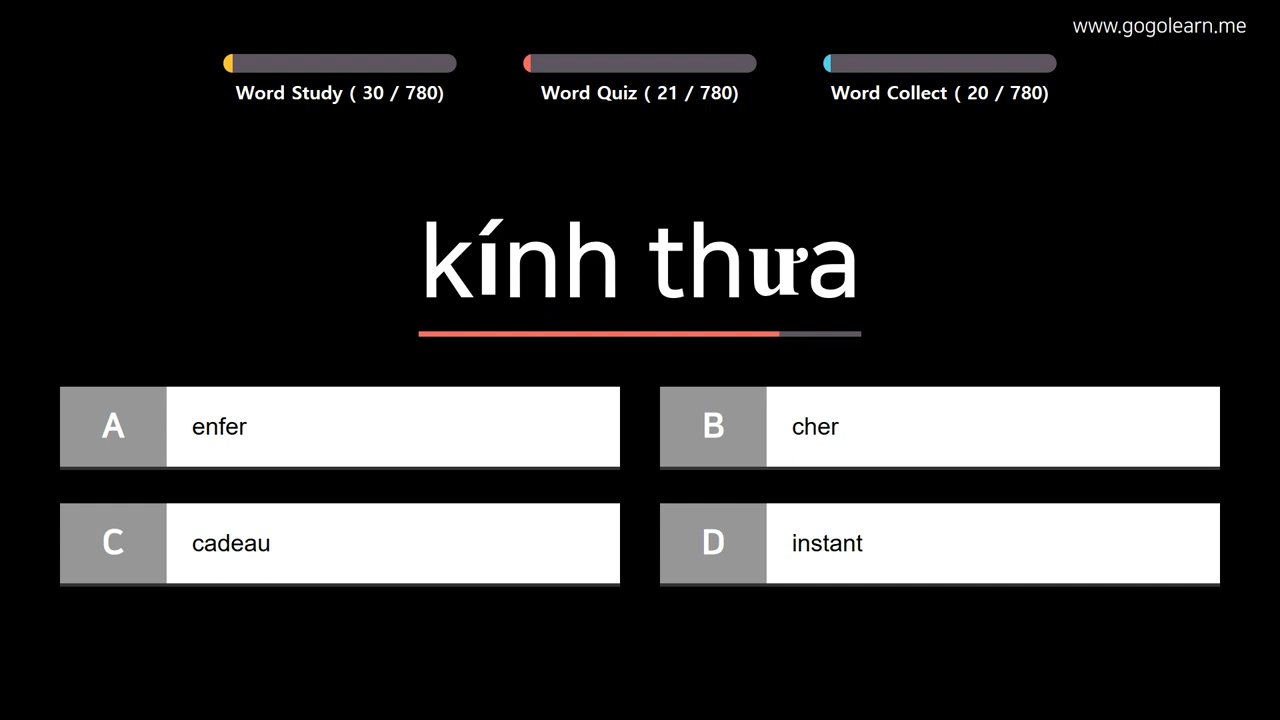 www.gogolearn.me
Word Study ( 30 / 780)
Word Quiz ( 21 / 780)
Word Collect ( 20 / 780)
kính thưa
A enfer
B cher
C cadeau
D instant